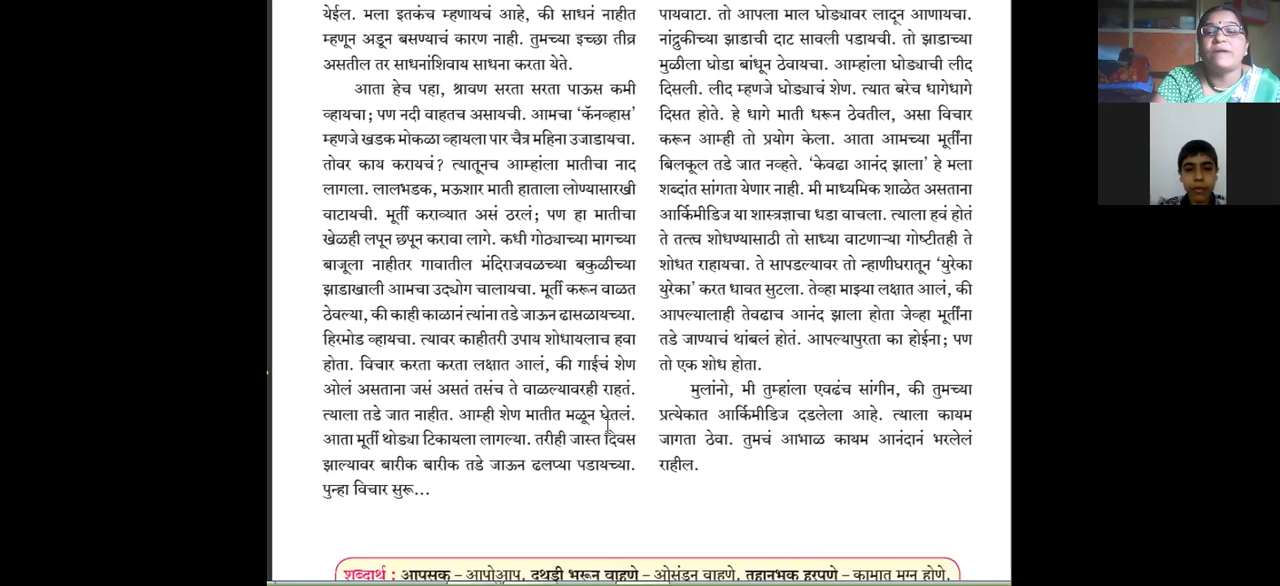 येईल. मला इतकंच म्हणायचं आहे, की साधनं नाहीत
म्हणून अडून बसण्याचं कारण नाही. तुमच्या इच्छा तीव्र
असतील तर साधनांशिवाय साधना करता येते.
आता हेच पहा, श्रावण सरता सरता पाऊस कमी
व्हायचा; पण नदी वाहतच असायची. आमचा ‘कॅनव्हास’
म्हणजे खडक मोकळा व्हायला पार चैत्र महिना उजाडायचा.
तोवर काय करायचं? त्यातूनच आम्हांला मातीचा नाद
लागला. लालभडक, मऊशार माती हाताला लोण्यासारखी
वाटायची. मूर्ती कराव्यात असं ठरलं; पण हा मातीचा
खेळही लपून छपून करावा लागे. कधी गोठ्याच्या मागच्या
बाजूला नाहीतर गावातील मंदिराजवळच्या बकुळीच्या
झाडाखाली आमचा उद्योग चालायचा. मूर्ती करून वाळत
ठेवल्या, की काही काळानं त्यांना तडे जाऊन ढासळायच्या.
हिरमोड व्हायचा. त्यावर काहीतरी उपाय शोधायलाच हवा
होता. विचार करता करता लक्षात आलं, की गाईचं शेण
ओलं असताना जसं असतं तसंच ते वाळल्यावरही राहतं.
त्याला तडे जात नाहीत. आम्ही शेण मातीत मळून घेतलं.
आता मूर्ती थोड्या टिकायला लागल्या. तरीही जास्त दिवस
झाल्यावर बारीक बारीक तडे जाऊन ढलप्या पडायच्या.
पुन्हा विचार सुरू...
पायवाटा. तो आपला माल घोड्यावर लादून आणायचा.
नांद्रुकीच्या झाडाची दाट सावली पडायची. तो झाडाच्या
मुळीला घोडा बांधून ठेवायचा. आम्हांला घोड्याची लीद
दिसली. लीद म्हणजे घोड्याचं शेण. त्यात बरेच धागेधागे
दिसत होते. हे धागे माती धरून ठेवतील, असा विचार
करून आम्ही तो प्रयोग केला. आता आमच्या मूर्तींना
बिलकूल तडे जात नव्हते. ‘केवढा आनंद झाला’ हे मला
शब्दांत सांगता येणार नाही. मी माध्यमिक शाळेत असताना
आर्किमीडिज या शास्त्रज्ञाचा धडा वाचला. त्याला हवं होतं
ते तत्त्व शोधण्यासाठी तो साध्या वाटणाऱ्या गोष्टीतही ते
शोधत राहायचा. ते सापडल्यावर तो न्हाणीघरातून ‘युरेका
युरेका’ करत धावत सुटला. तेव्हा माझ्या लक्षात आलं, की
आपल्यालाही तेवढाच आनंद झाला होता जेव्हा मूर्तींना
तडे जाण्याचं थांबलं होतं. आपल्यापुरता का होईना; पण
तो एक शोध होता.
मुलांनो, मी तुम्हांला एवढंच सांगीन, की तुमच्या
प्रत्येकात आर्किमीडिज दडलेला आहे. त्याला कायम
जागता ठेवा. तुमचं आभाळ कायम आनंदानं भरलेलं
राहील.
शब्दार्थ : आपसूक – आपोआप. दुथडी भरून वाहणे – ओसंडून वाहणे. तहानभूक हरपणे – कामात मग्न होणे.